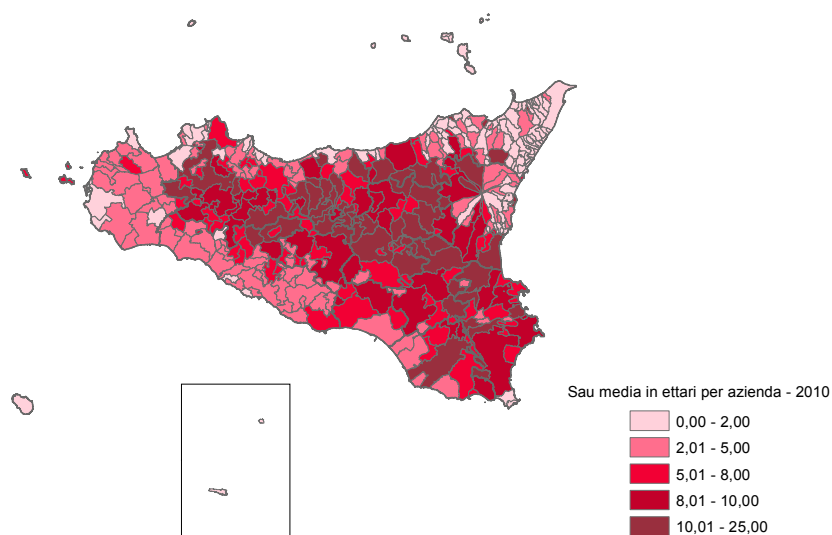 Sau media in ettari per azienda - 2010
0,00 - 2,00
2,01 - 5,00
5,01 - 8,00
8,01 - 10,00
10,01 - 25,00